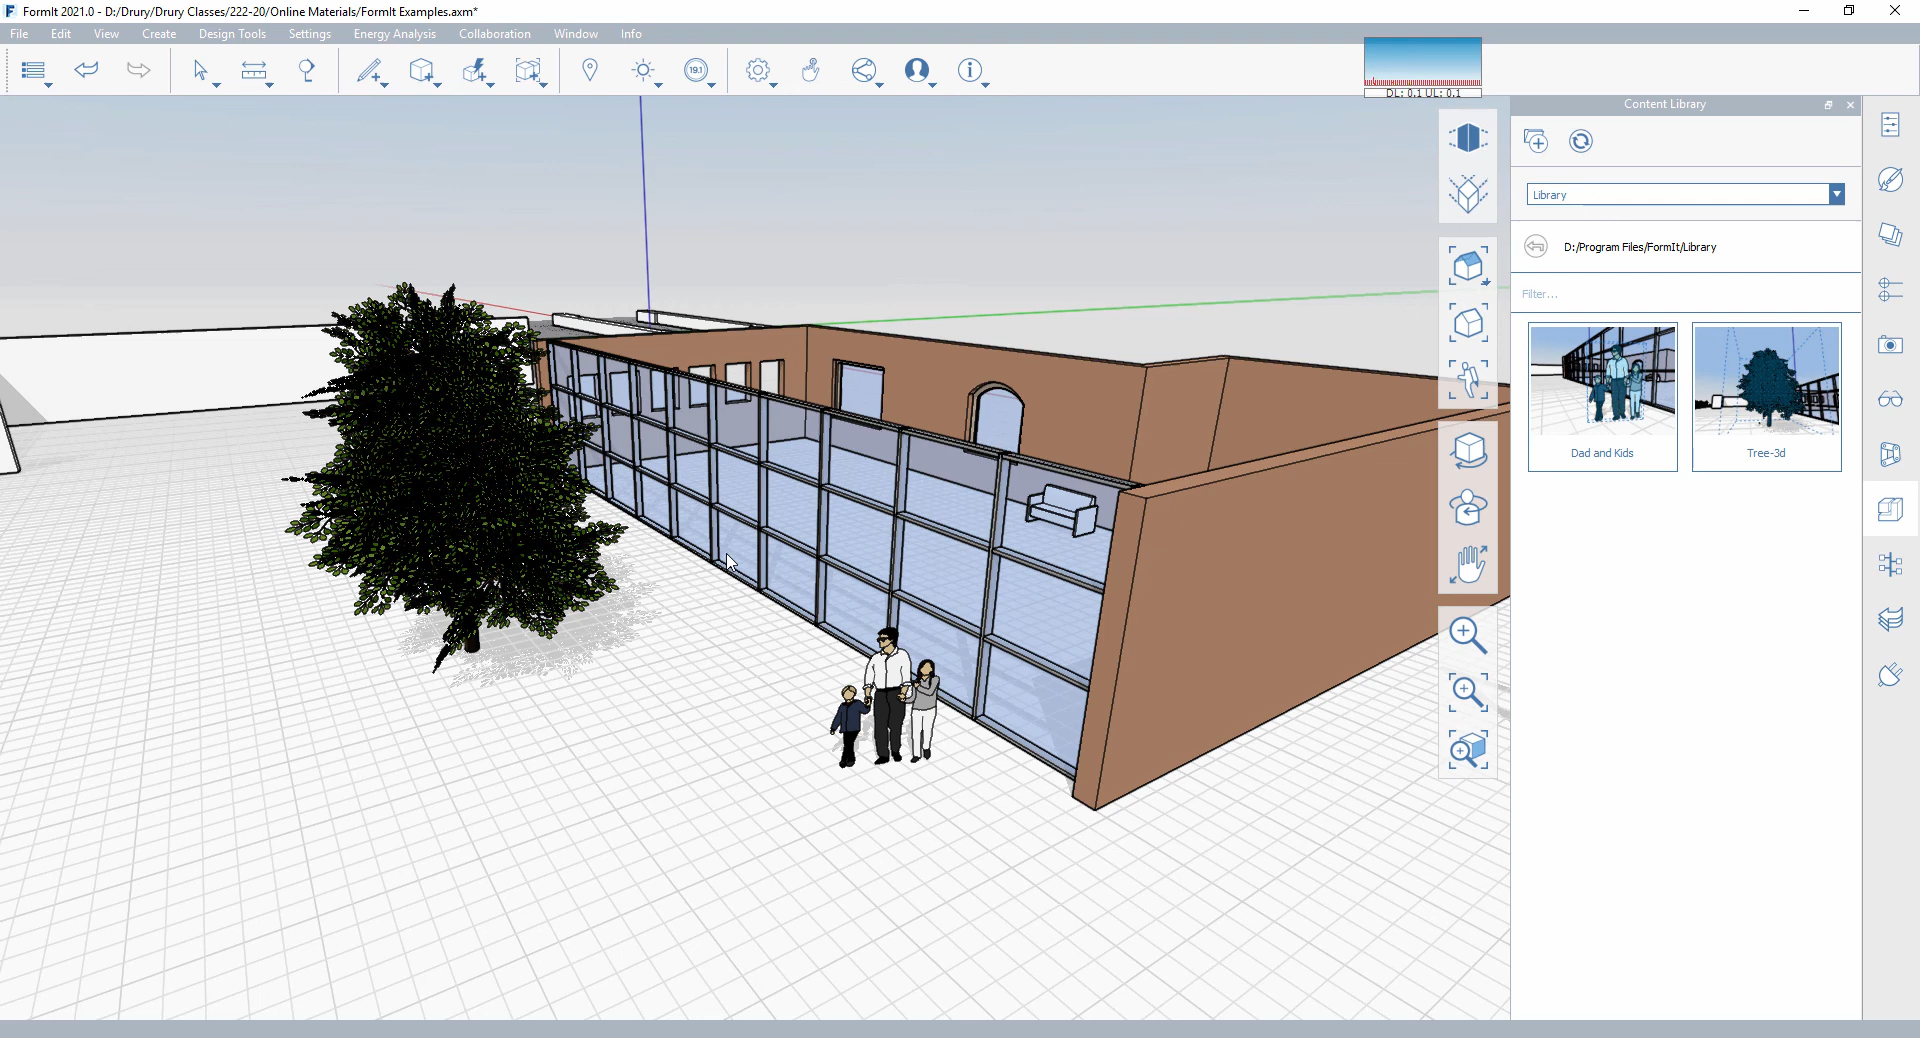 FormIt 2021.0 - D:/Drury/Drury Classes/222-20/Online Materials/FormIt Examples.axm*
File Edit View Create Design Tools Settings Energy Analysis Collaboration Window Info
19.1
DL: 0.1 UL: 0.1
Content Library
Library
D:/Program Files/FormIt/Library
Filter...
Dad and Kids Tree-3d